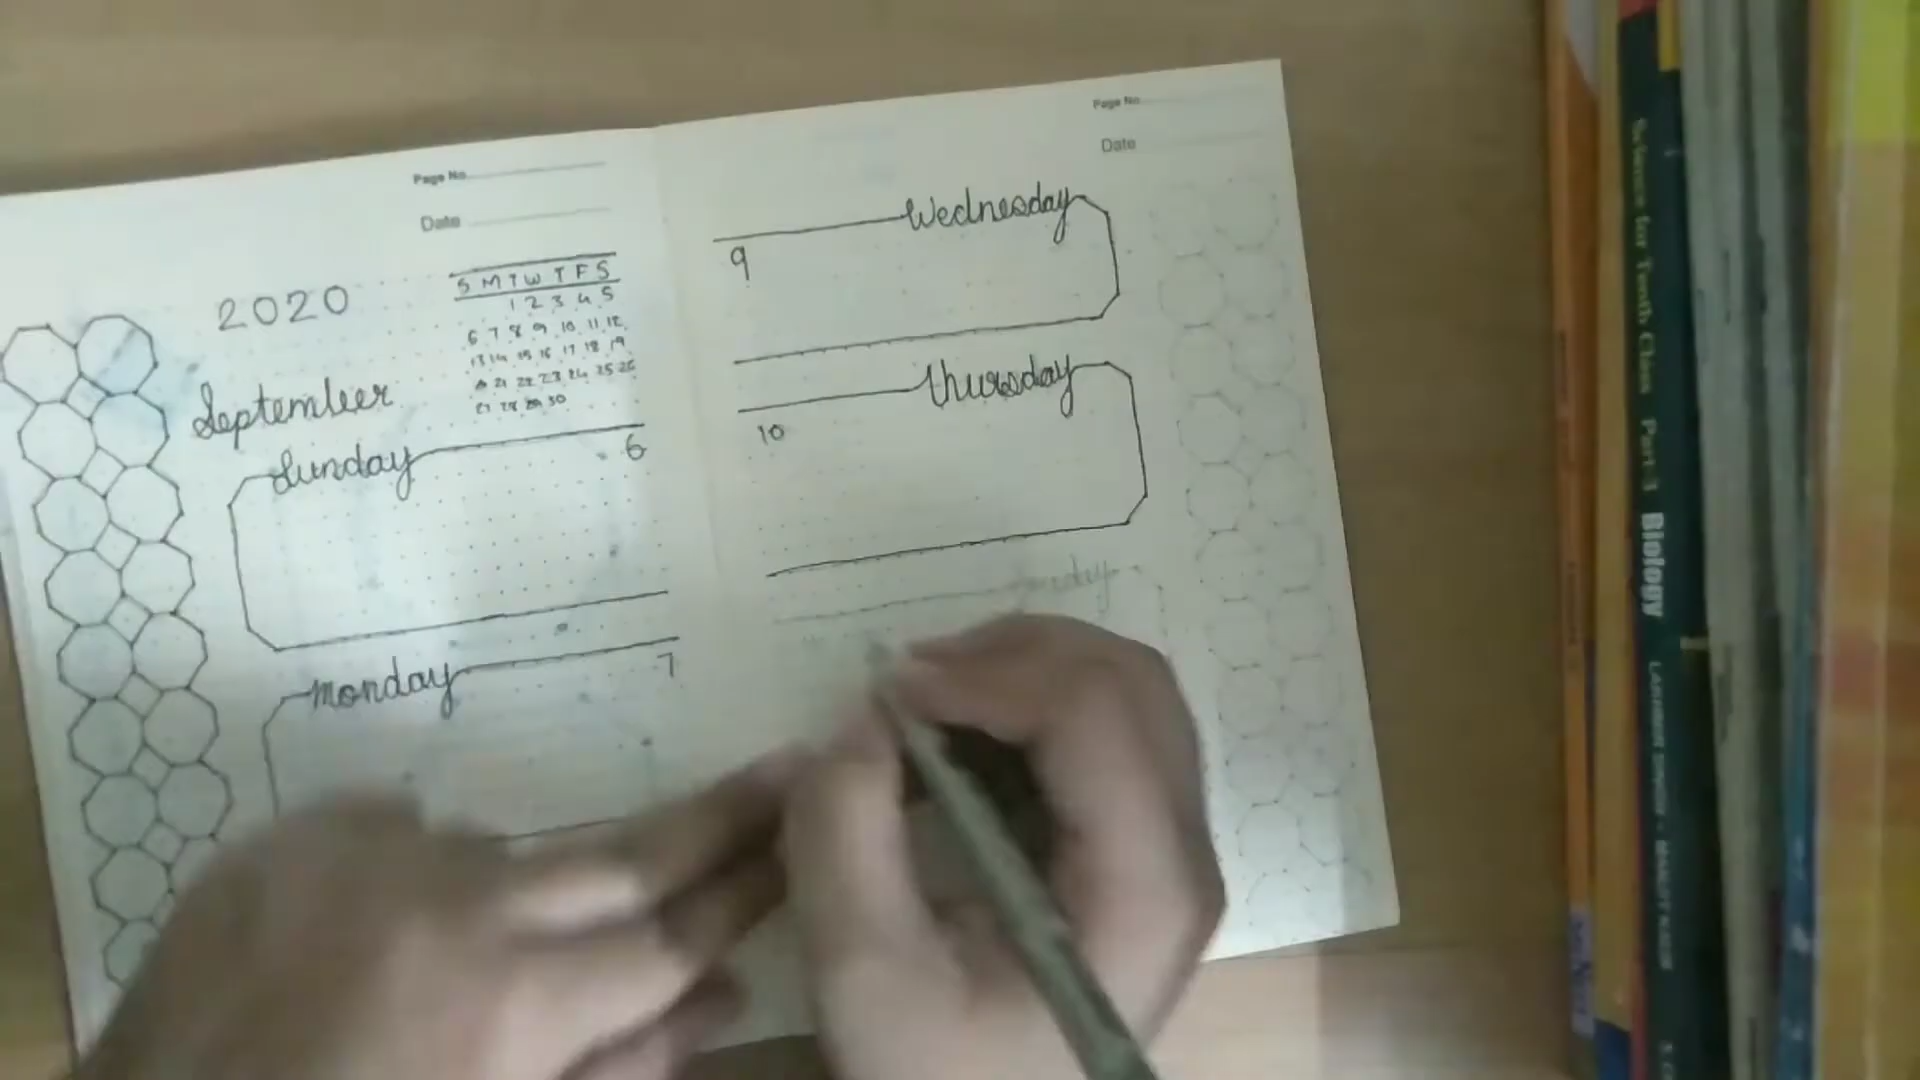 Page No.
Date
2020
S M T W T F S
1 2 3 4 5
6 7 8 9 10 11 12
13 14 15 16 17 18 19
21 22 23 24 25 26
27 28 29 30
September
Sunday
6
Monday
7
Page No.
Date
Wednesday
9
Thursday
10
Science for Tenth Class Part-3 Biology